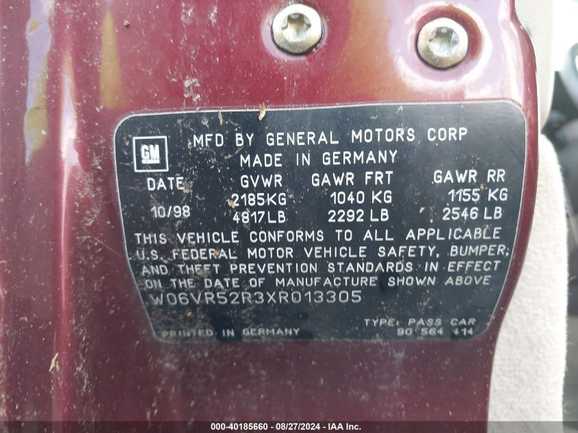 GM
MFD BY GENERAL MOTORS CORP
MADE IN GERMANY
DATE GVWR GAWR FRT GAWR RR
2185KG 1040 KG 1155 KG
10/98 4817LB 2292 LB 2546 LB
THIS VEHICLE CONFORMS TO ALL APPLICABLE
U.S. FEDERAL MOTOR VEHICLE SAFETY, BUMPER,
AND THEFT PREVENTION STANDARDS IN EFFECT
ON THE DATE OF MANUFACTURE SHOWN ABOVE
W06VR52R3XR013305
TYPE: PASS CAR
PRINTED IN GERMANY 90 564 414
000-40185660 - 08/27/2024 - IAA Inc.